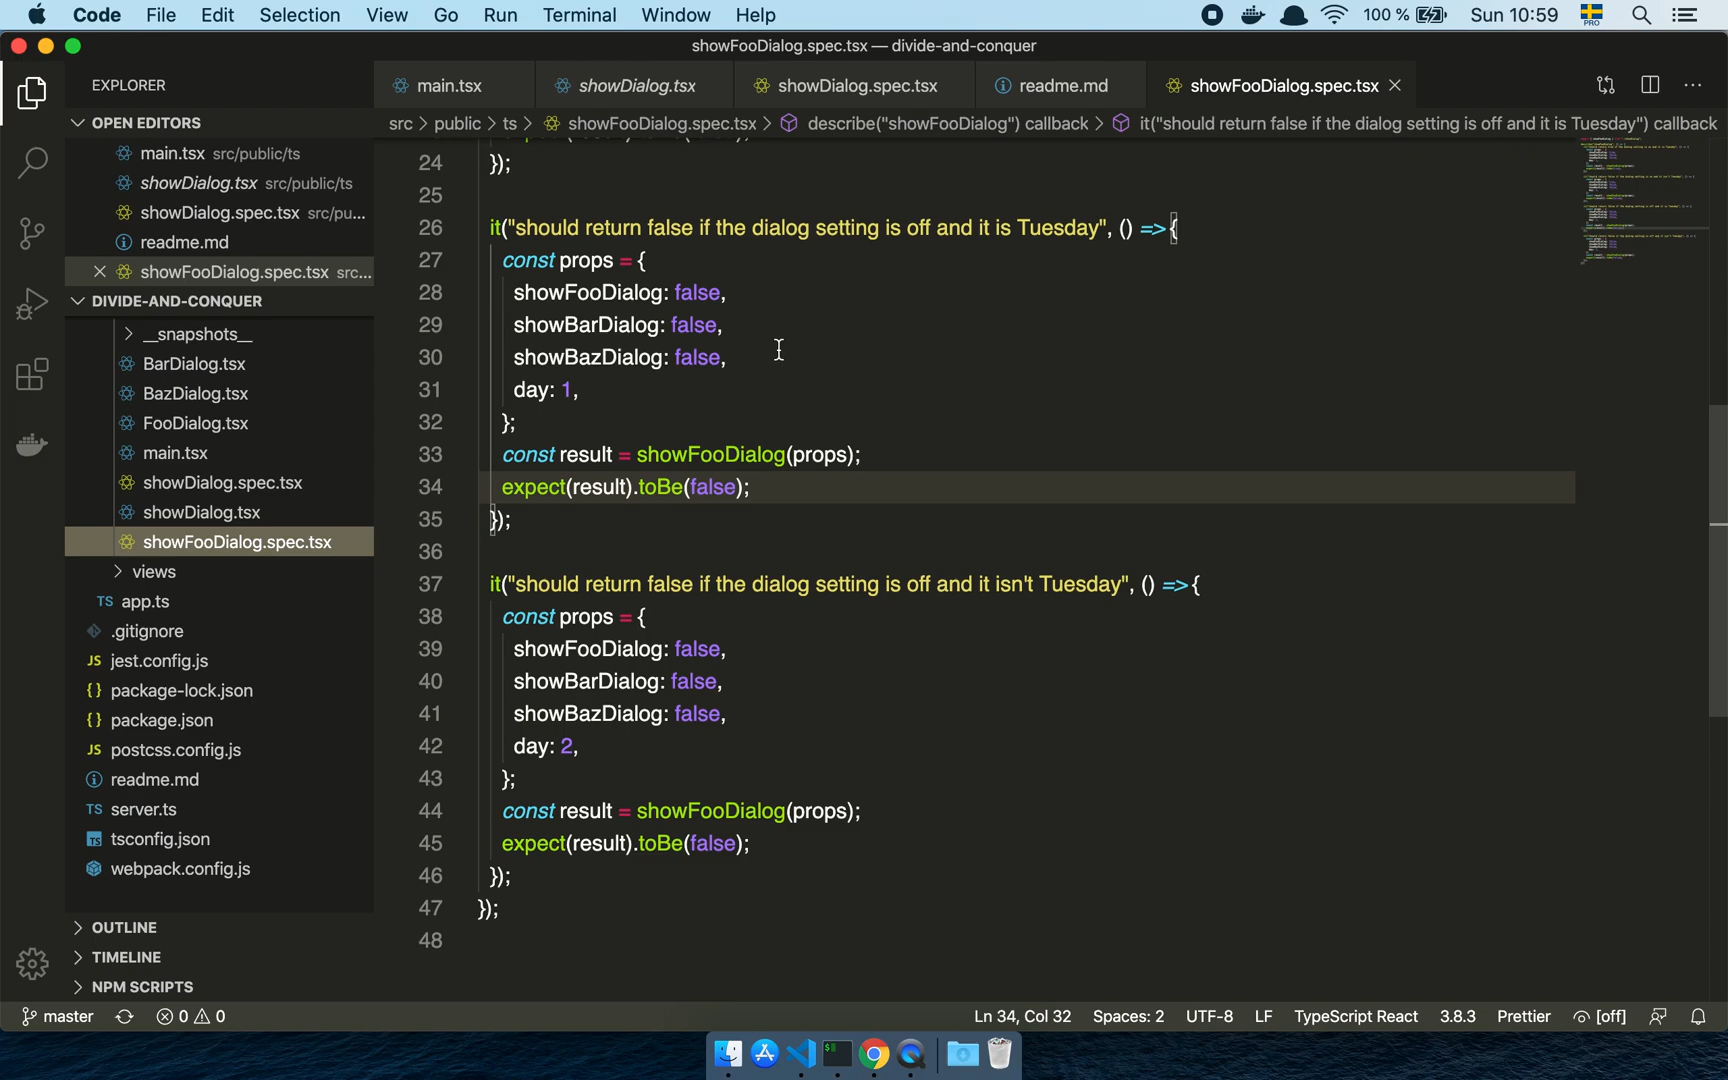 Code File Edit Selection View Go Run Terminal Window Help 100 % Sun 10:59 PRO
showFooDialog.spec.tsx — divide-and-conquer
EXPLORER
main.tsx showDialog.tsx showDialog.spec.tsx readme.md showFooDialog.spec.tsx
OPEN EDITORS
src > public > ts > showFooDialog.spec.tsx > describe("showFooDialog") callback > it("should return false if the dialog setting is off and it is Tuesday") callback
main.tsx src/public/ts
showDialog.tsx src/public/ts
showDialog.spec.tsx src/pu...
readme.md
showFooDialog.spec.tsx src...
DIVIDE-AND-CONQUER
__snapshots__
BarDialog.tsx
BazDialog.tsx
FooDialog.tsx
main.tsx
showDialog.spec.tsx
showDialog.tsx
showFooDialog.spec.tsx
views
TS app.ts
.gitignore
JS jest.config.js
{} package-lock.json
{} package.json
JS postcss.config.js
readme.md
TS server.ts
TS tsconfig.json
webpack.config.js
OUTLINE
TIMELINE
NPM SCRIPTS
24 });
25
26 it("should return false if the dialog setting is off and it is Tuesday", () => {
27 const props = {
28 showFooDialog: false,
29 showBarDialog: false,
30 showBazDialog: false,
31 day: 1,
32 };
33 const result = showFooDialog(props);
34 expect(result).toBe(false);
35 });
36
37 it("should return false if the dialog setting is off and it isn't Tuesday", () => {
38 const props = {
39 showFooDialog: false,
40 showBarDialog: false,
41 showBazDialog: false,
42 day: 2,
43 };
44 const result = showFooDialog(props);
45 expect(result).toBe(false);
46 });
47 });
48
master 0 0 Ln 34, Col 32 Spaces: 2 UTF-8 LF TypeScript React 3.8.3 Prettier [off]